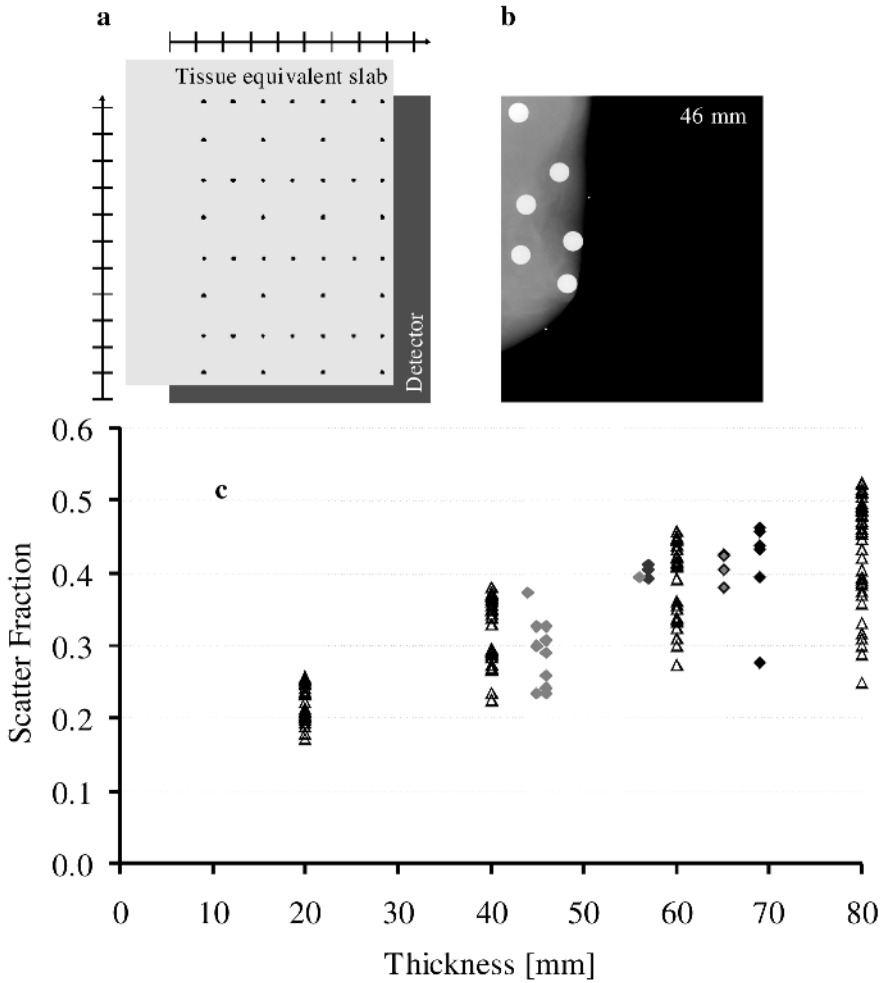 a
b
Tissue equivalent slab
46 mm
Detector
c
Scatter Fraction
0.6
0.5
0.4
0.3
0.2
0.1
0.0
0 10 20 30 40 50 60 70 80
Thickness [mm]